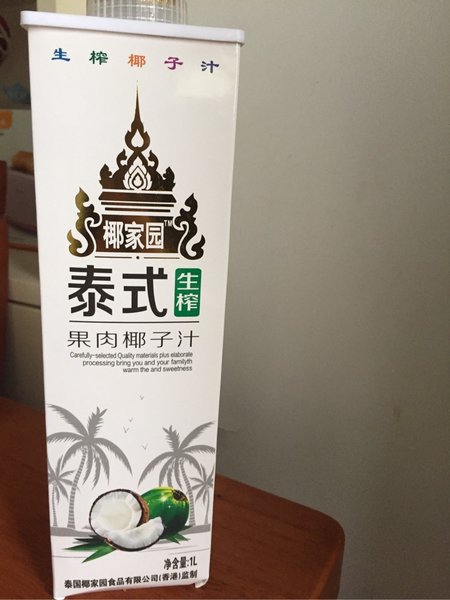 生榨椰子汁
椰家园™
泰式生榨
果肉椰子汁
Carefully-selected Quality materials plus elaborate
processing bring you and your familyth
warm the and sweetness
净含量:1L
泰国椰家园食品有限公司(香港)监制